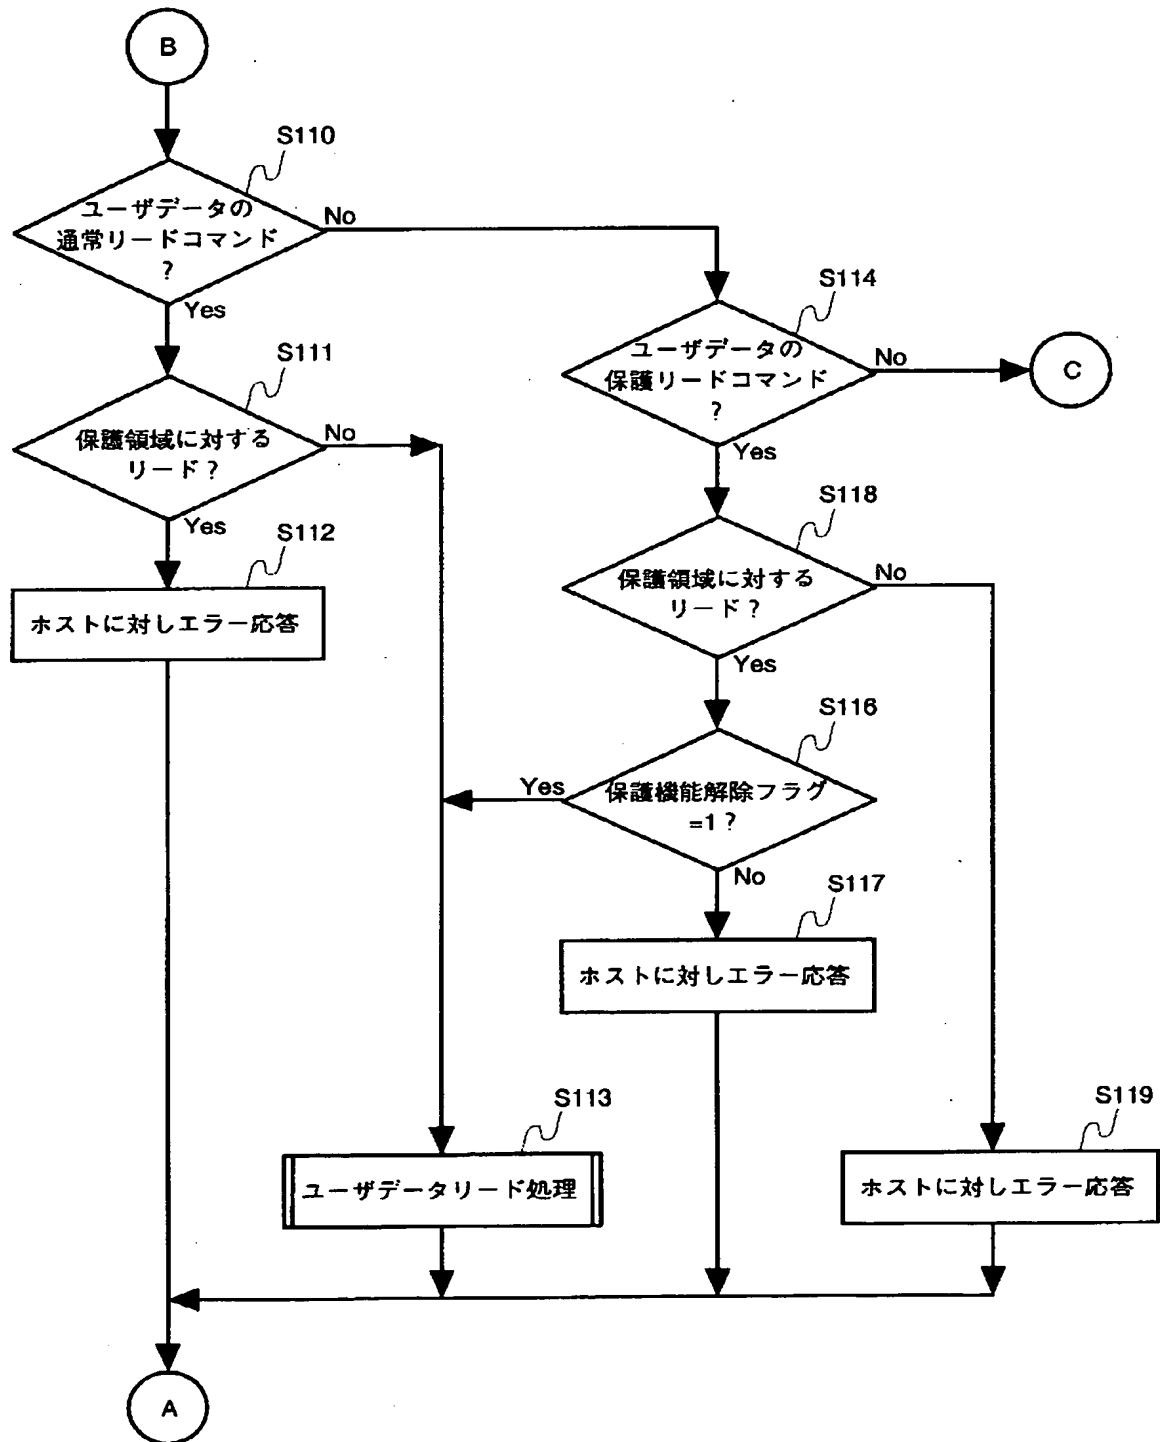 B
S110
ユーザデータの
通常リードコマンド
?
No
Yes
S114
ユーザデータの
保護リードコマンド
?
No
C
Yes
S111
保護領域に対する
リード?
No
Yes
S112
ホストに対しエラー応答
S118
保護領域に対する
リード?
No
Yes
S116
保護機能解除フラグ
=1?
Yes
No
S117
ホストに対しエラー応答
S113
ユーザデータリード処理
S119
ホストに対しエラー応答
A